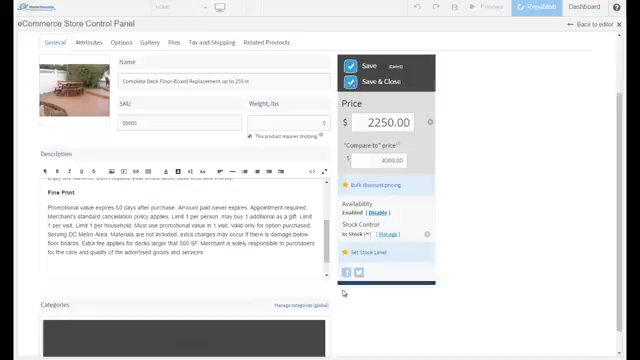 HOME
Preview
Republish
Dashboard
eCommerce Store Control Panel
Back to editor
General Attributes Options Gallery Files Tax and Shipping Related Products
Name
Complete Deck Floor-Board Replacement up to 255 sf
SKU
Weight, lbs
00000
0
This product requires shipping
Description
Fine Print
Promotional value expires 60 days after purchase. Amount paid never expires. Appointment required.
Merchant's standard cancellation policy applies. Limit 1 per person, may buy 1 additional as a gift. Limit
1 per visit. Limit 1 per household. Must use promotional value in 1 visit. Valid only for option purchased.
Serving DC Metro Area. Materials are not included, extra charges may occur if there is damage below
floor boards. Extra fee applies for decks larger that 500 SF. Merchant is solely responsible to purchasers
for the care and quality of the advertised goods and services.
Categories
Manage categories (global)
Save
Save & Close
Price
$ 2250.00
"Compare to" price
$ 4000.00
Bulk discount pricing
Availability
Enabled [Disable]
Stock Control
In Stock (∞) [Manage]
Set Stock Level